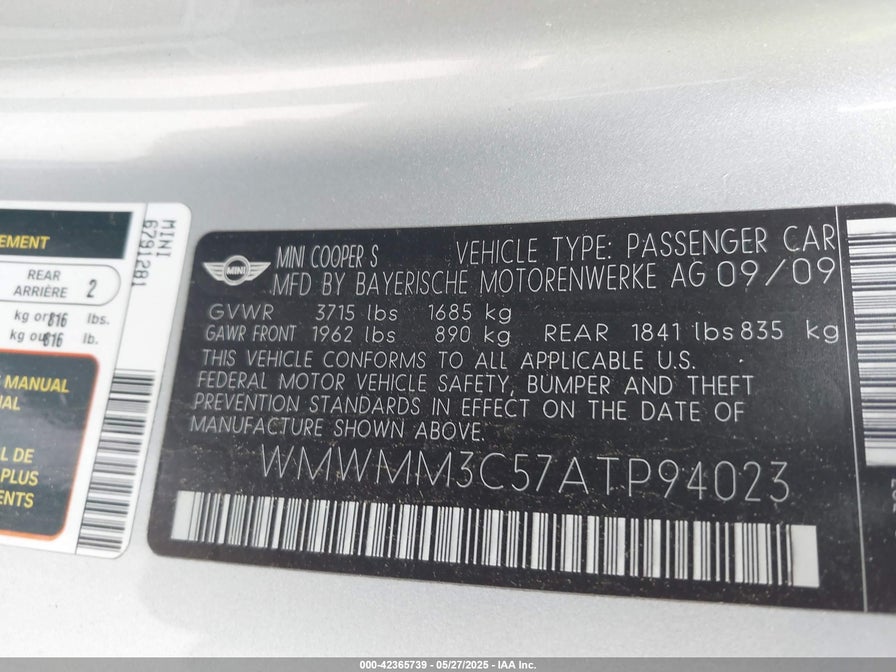 EMENT
REAR
ARRIÈRE 2
kg or 816 lbs.
kg ou 816 lb.
MANUAL
AL DE
PLUS
ENTS
MINI
6791281
MINI
MINI COOPER S VEHICLE TYPE: PASSENGER CAR
MFD BY BAYERISCHE MOTORENWERKE AG 09/09
GVWR 3715 lbs 1685 kg
GAWR FRONT 1962 lbs 890 kg REAR 1841 lbs 835 kg
THIS VEHICLE CONFORMS TO ALL APPLICABLE U.S.
FEDERAL MOTOR VEHICLE SAFETY, BUMPER AND THEFT
PREVENTION STANDARDS IN EFFECT ON THE DATE OF
MANUFACTURE SHOWN ABOVE.
WMWMM3C57ATP94023
000-42365739 - 05/27/2025 - IAA Inc.